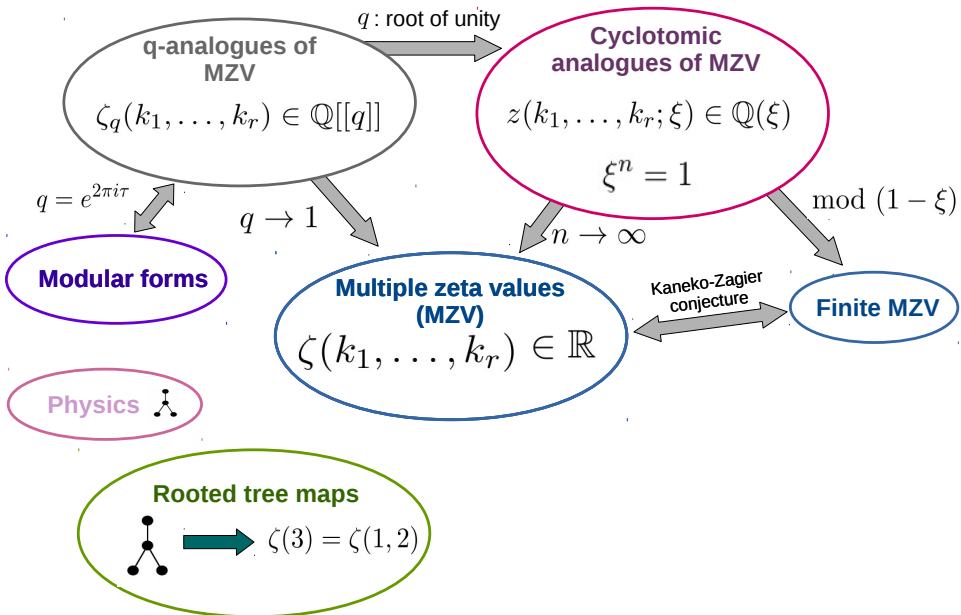 q : root of unity
q-analogues of
MZV
ζ_q(k_1, …, k_r) ∈ ℚ[[q]]
Cyclotomic
analogues of MZV
z(k_1, …, k_r; ξ) ∈ ℚ(ξ)
ξ^n = 1
q = e^{2πiτ}
q → 1
n → ∞
mod (1 − ξ)
Modular forms
Multiple zeta values
(MZV)
ζ(k_1, …, k_r) ∈ ℝ
Kaneko-Zagier
conjecture
Finite MZV
Physics
Rooted tree maps
ζ(3) = ζ(1, 2)